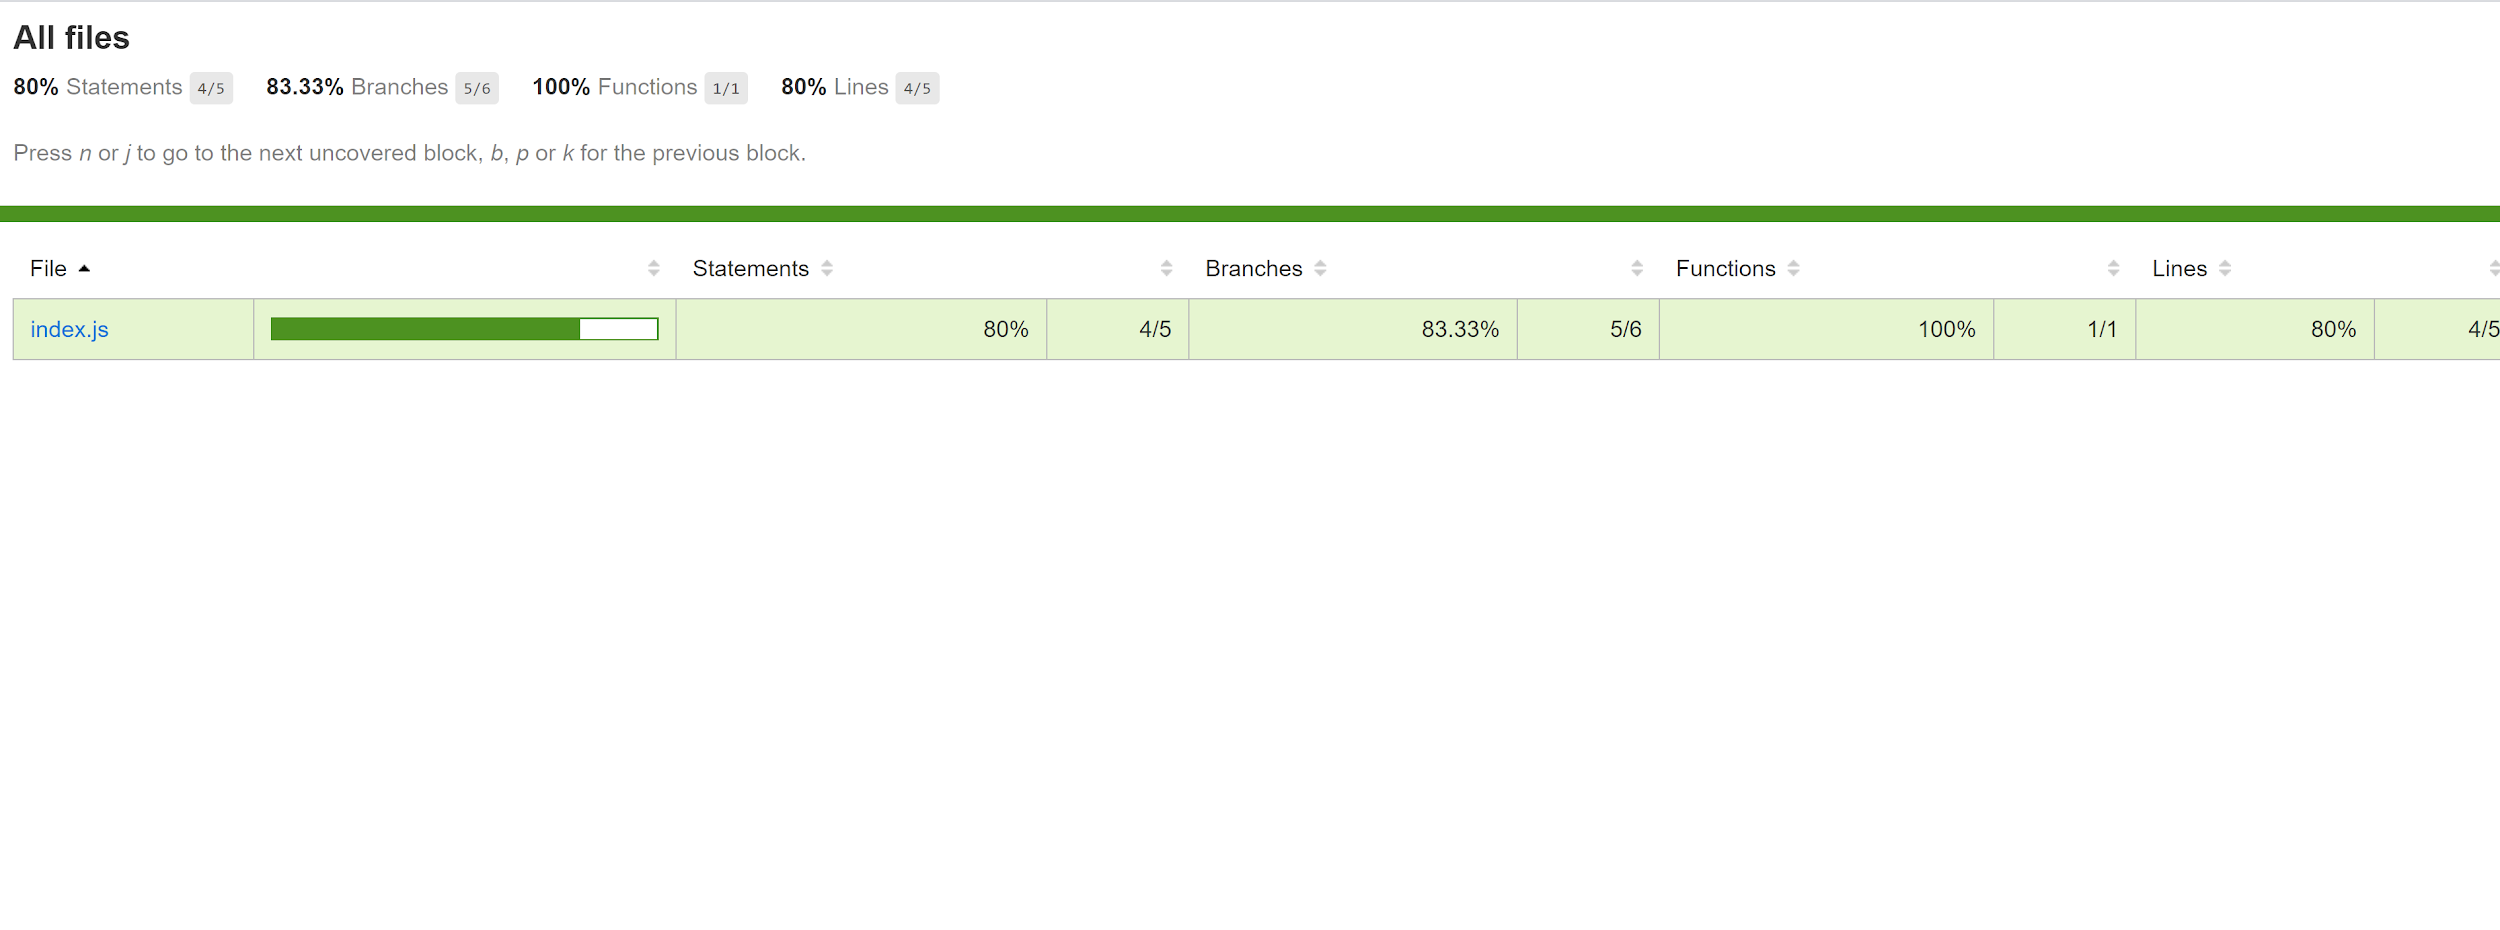 All files
80% Statements 4/5 83.33% Branches 5/6 100% Functions 1/1 80% Lines 4/5
Press n or j to go to the next uncovered block, b, p or k for the previous block.
File Statements Branches Functions Lines
index.js 80% 4/5 83.33% 5/6 100% 1/1 80% 4/5